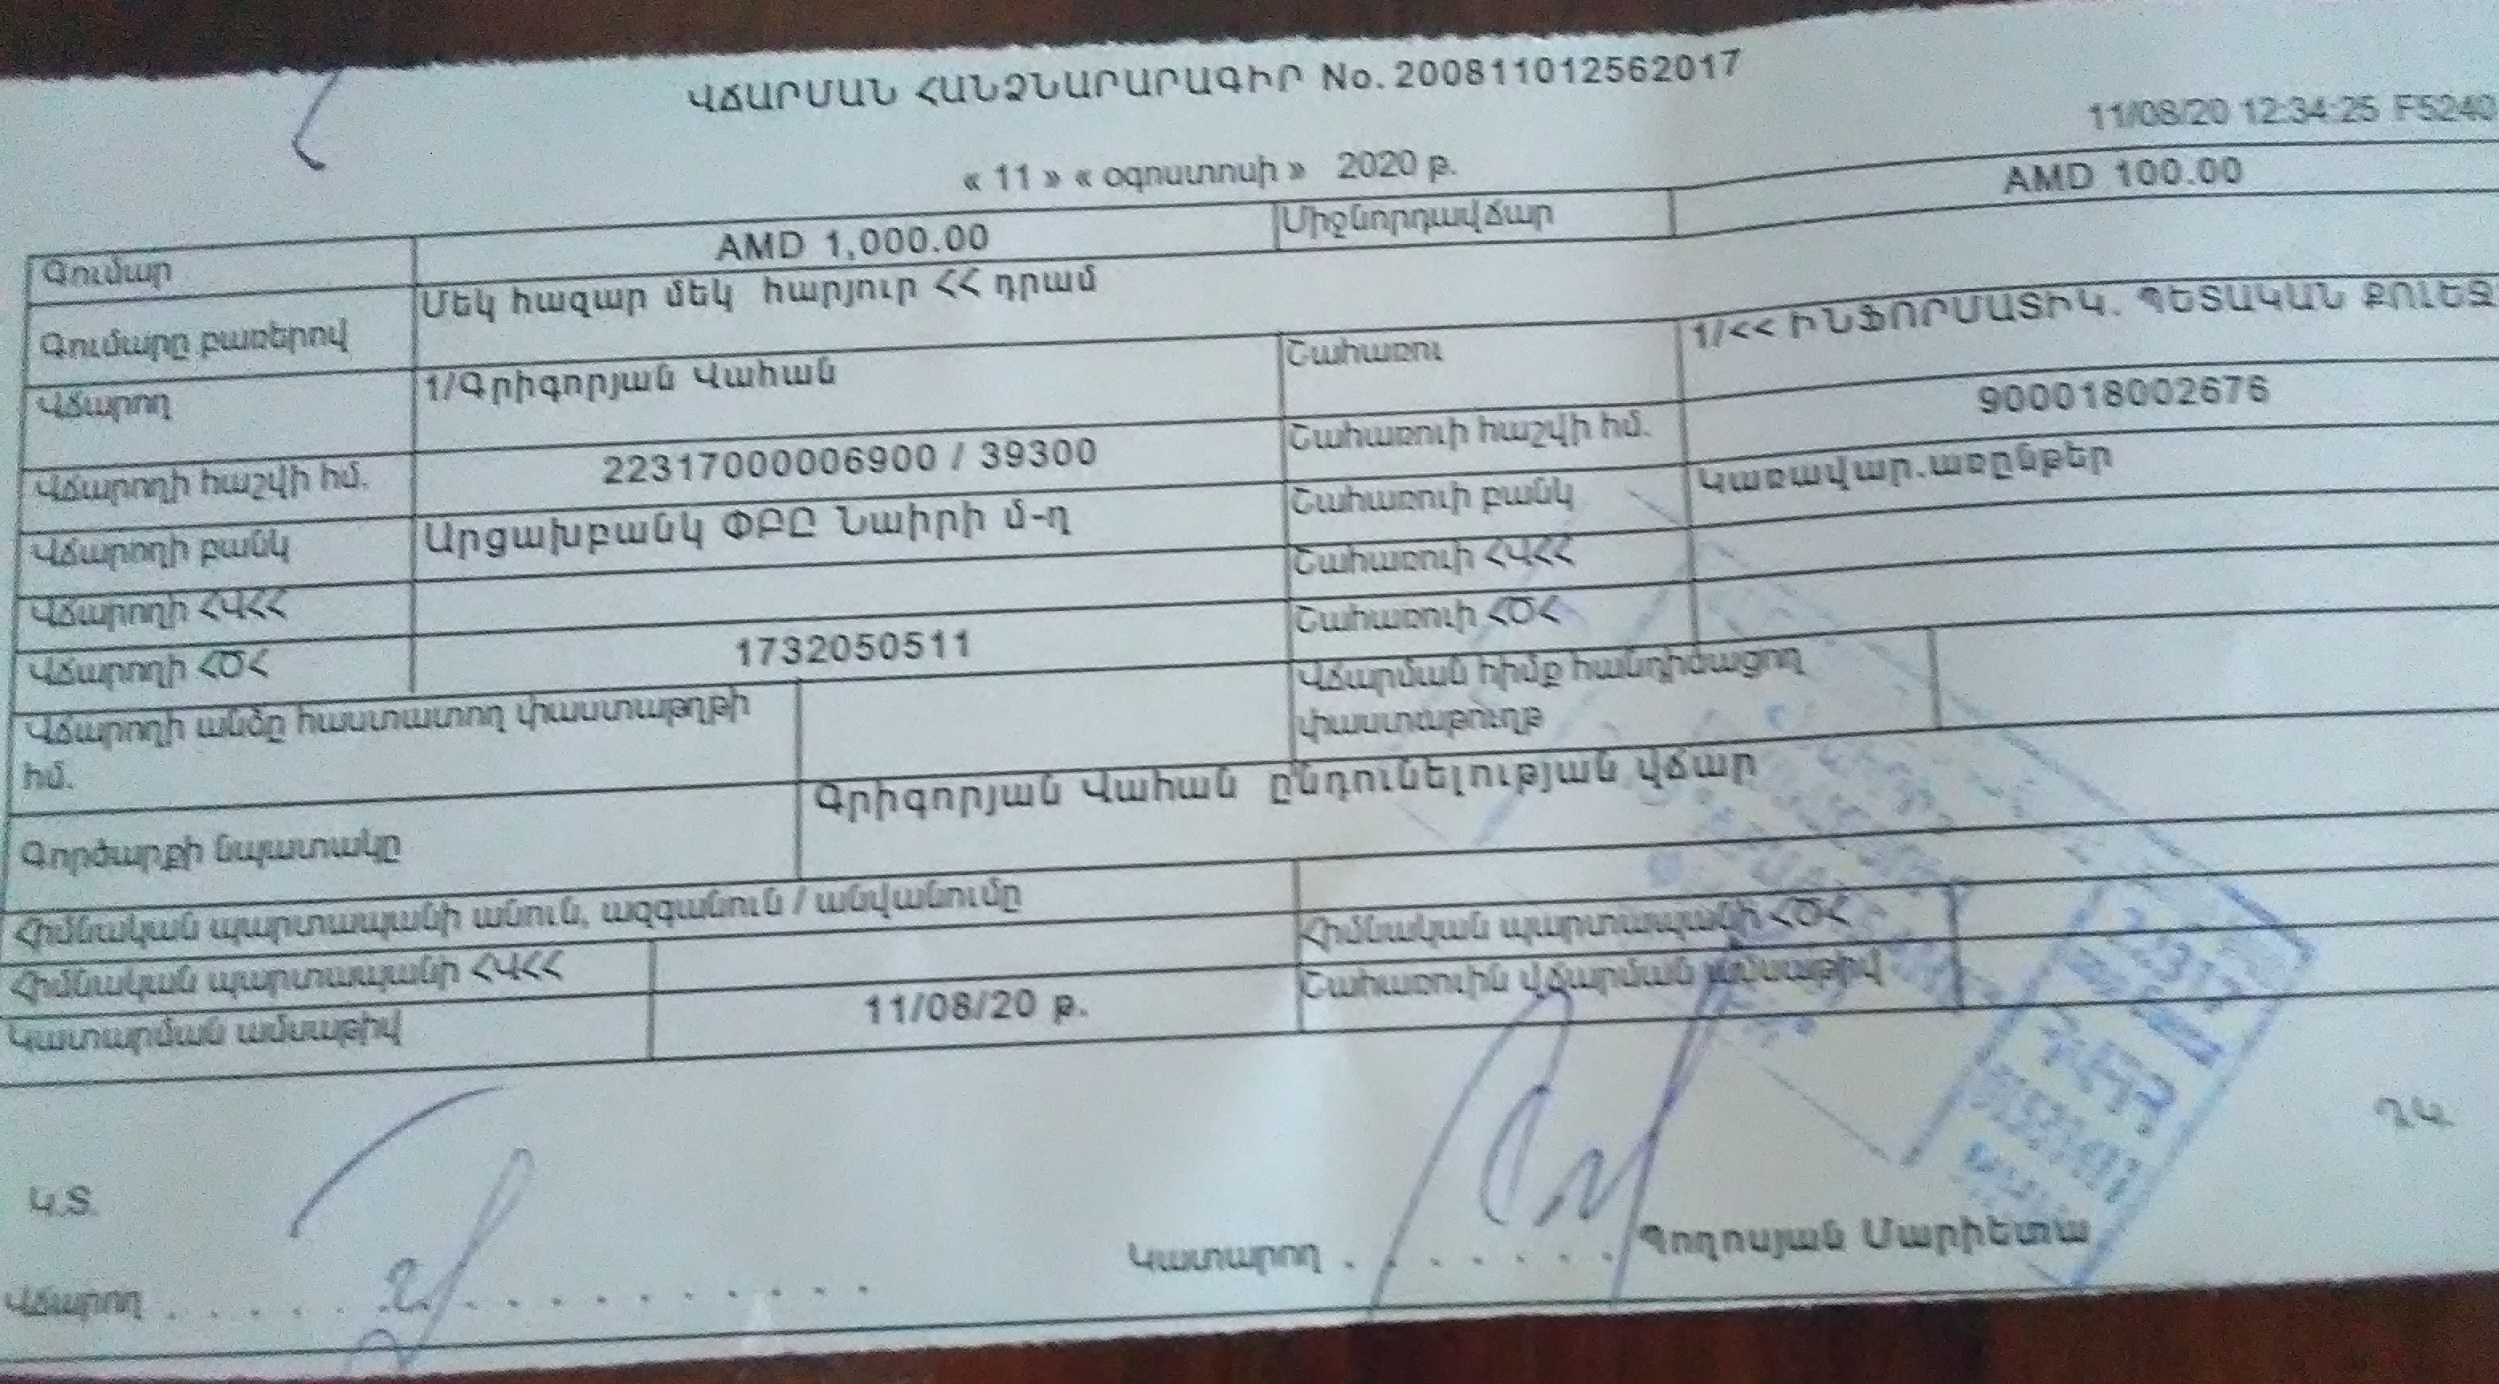 ՎՃԱՐՄԱՆ ՀԱՆՁՆԱՐԱՐԱԳԻՐ No. 200811012562017
11/08/20 12:34:25 F5240
« 11 » « օգոստոսի » 2020 թ.
Գումար AMD 1,000.00 Միջնորդավճար AMD 100.00
Գումարը բառերով Մեկ հազար մեկ հարյուր ՀՀ դրամ
Վճարող 1/Գրիգորյան Վահան Շահառու 1/ՀՀ ԻՆՖՈՐՄԱՏԻԿ. ՊԵՏԱԿԱՆ ՔՈԼԵՋ
Վճարողի հաշվի հմ. 22317000006900 / 39300 Շահառուի հաշվի հմ. 900018002676
Վճարողի բանկ Արցախբանկ ՓԲԸ Նաիրի մ-ղ Շահառուի բանկ Կառավար.առընթեր
Վճարողի ՀՎՀՀ Շահառուի ՀՎՀՀ
Վճարողի ՀԾՀ 1732050511 Շահառուի ՀԾՀ
Վճարողի անձը հաստատող փաստաթղթի հմ. Վճարման հիմք հանդիսացող փաստաթուղթ
Գործարքի նպատակը Գրիգորյան Վահան ընդունելության վճար
Հիմնական պարտապանի անուն, ազգանուն / անվանումը
Հիմնական պարտապանի ՀՎՀՀ Հիմնական պարտապանի ՀԾՀ
Կատարման ամսաթիվ 11/08/20 թ. Շահառուին վճարման ամսաթիվ
22317
Կ.Տ.
Վճարող . . . . . . . . . . Կատարող . . . . . . . Պողոսյան Մարիետա